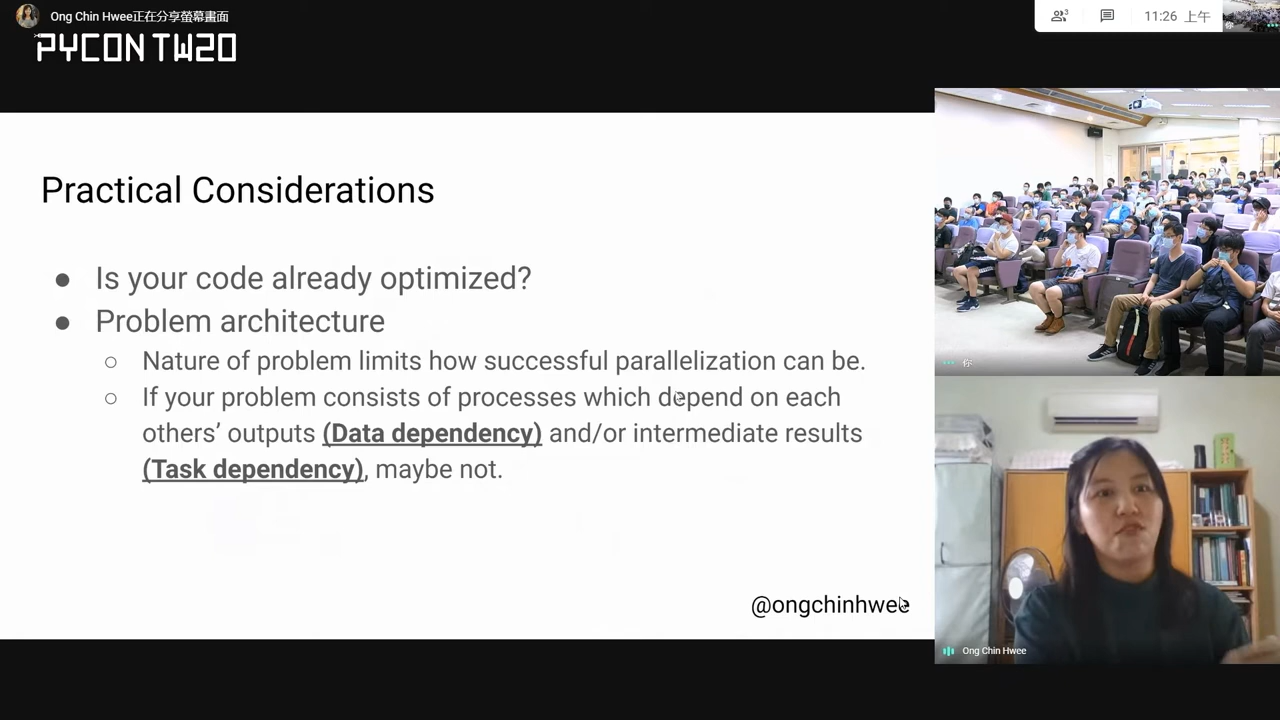 Ong Chin Hwee正在分享螢幕畫面
PYCON TW20
3
11:26 上午
你
Practical Considerations
● Is your code already optimized?
● Problem architecture
○ Nature of problem limits how successful parallelization can be.
○ If your problem consists of processes which depend on each
others’ outputs (Data dependency) and/or intermediate results
(Task dependency), maybe not.
@ongchinhwee
你
Ong Chin Hwee